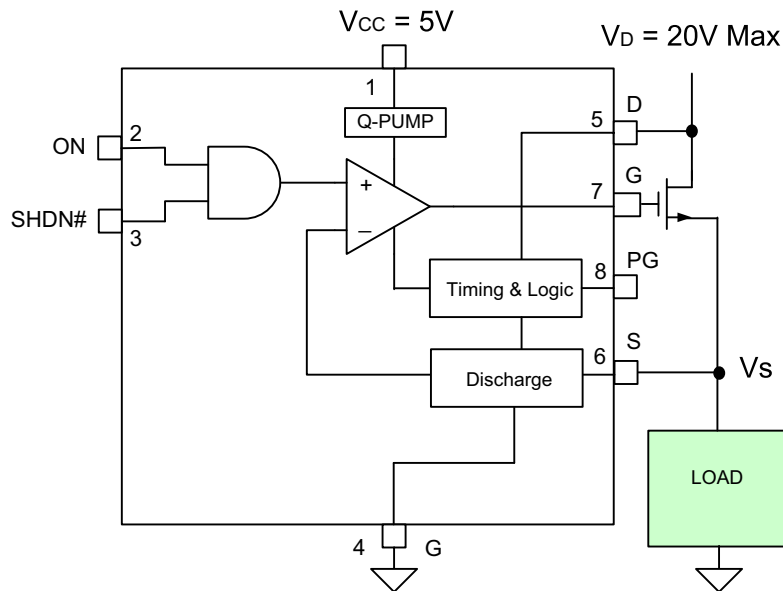 VCC = 5V
VD = 20V Max
1
D
Q-PUMP
5
2
ON
G
7
+
SHDN#
3
–
PG
8
Timing & Logic
S
6
Vs
Discharge
LOAD
4
G